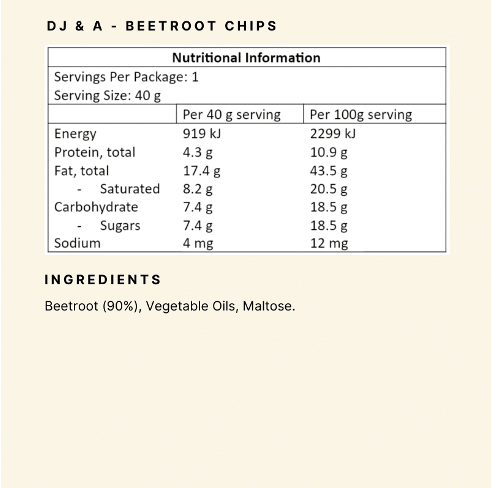 DJ & A - BEETROOT CHIPS
Nutritional Information
Servings Per Package: 1
Serving Size: 40 g
Per 40 g serving Per 100g serving
Energy 919 kJ 2299 kJ
Protein, total 4.3 g 10.9 g
Fat, total 17.4 g 43.5 g
- Saturated 8.2 g 20.5 g
Carbohydrate 7.4 g 18.5 g
- Sugars 7.4 g 18.5 g
Sodium 4 mg 12 mg
INGREDIENTS
Beetroot (90%), Vegetable Oils, Maltose.